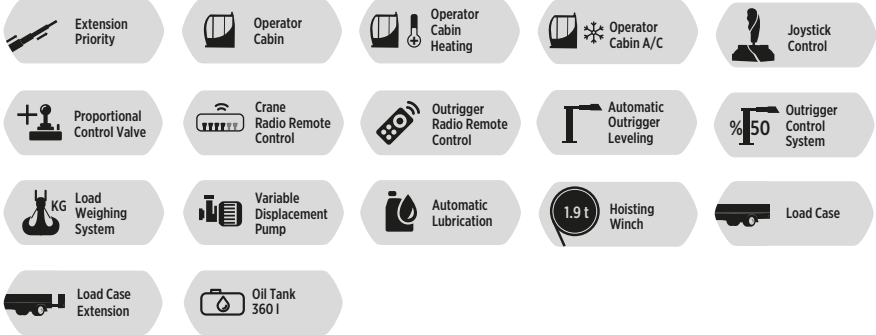 Extension
Priority
Operator
Cabin
Operator
Cabin
Heating
Operator
Cabin A/C
Joystick
Control
Proportional
Control Valve
Crane
Radio Remote
Control
Outrigger
Radio Remote
Control
Automatic
Outrigger
Leveling
%50
Outrigger
Control
System
KG
Load
Weighing
System
Variable
Displacement
Pump
Automatic
Lubrication
1.9 t
Hoisting
Winch
Load Case
Load Case
Extension
Oil Tank
360 l